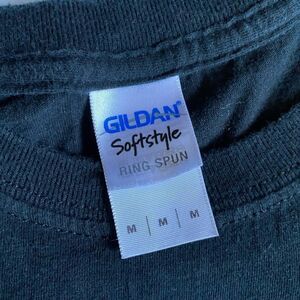 GILDAN®
Softstyle
RING SPUN
M | M | M